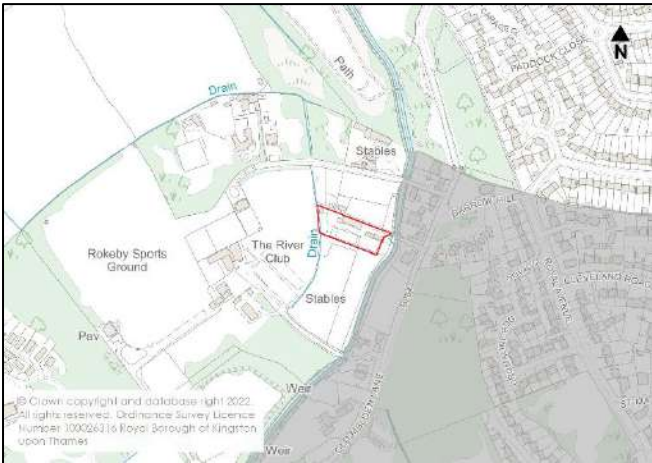 N
PADDOCK CLOSE
Path
Drain
Stables
BARROW HILL
The River
Club
Drain
Rokeby Sports
Ground
CLEVELAND ROAD
ROYAL AVENUE
Stables
Pav
Weir
Weir
© Crown copyright and database right 2022.
All rights reserved. Ordnance Survey Licence
Number 100026316 Royal Borough of Kingston
upon Thames